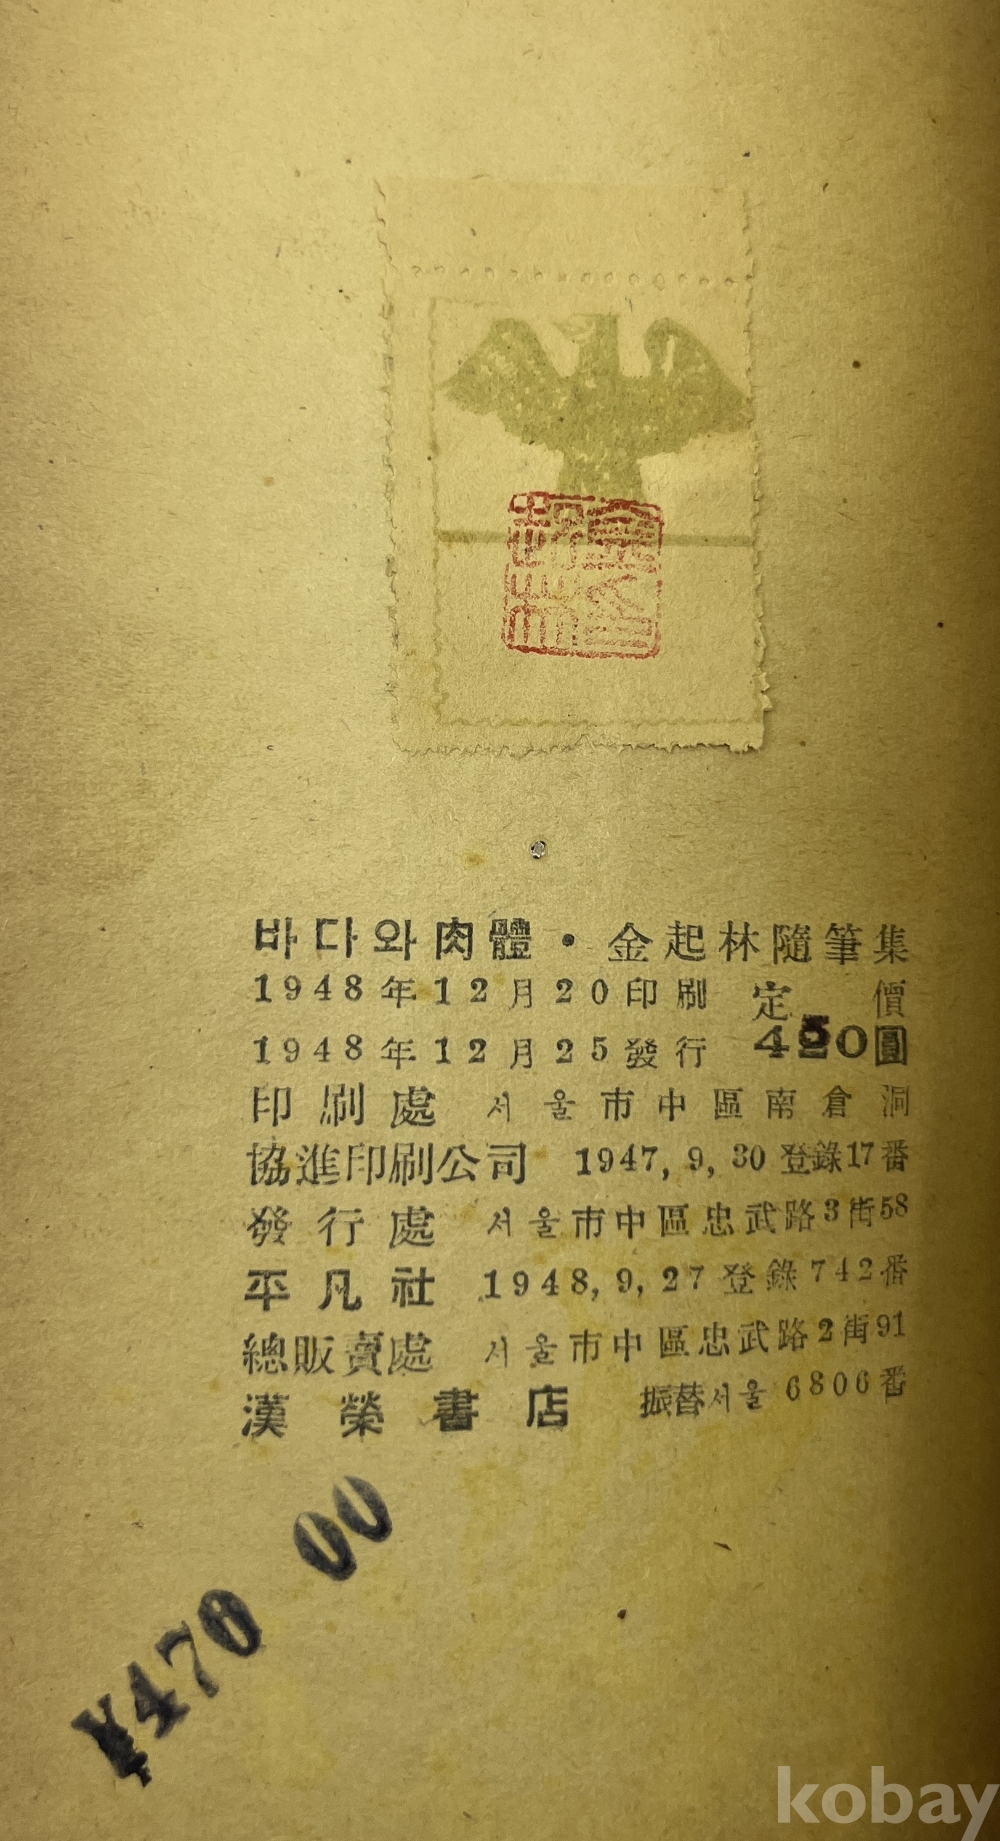 바다와肉體・金起林隨筆集
1948年12月20印刷 定價
1948年12月25發行 450圓
印刷處 서울市中區南倉洞
協進印刷公司 1947, 9, 30 登錄17番
發行處 서울市中區忠武路3街58
平凡社 1948, 9, 27 登錄742番
總販賣處 서울市中區忠武路2街91
漢榮書店 振替서울 6806番
¥470 00
kobay